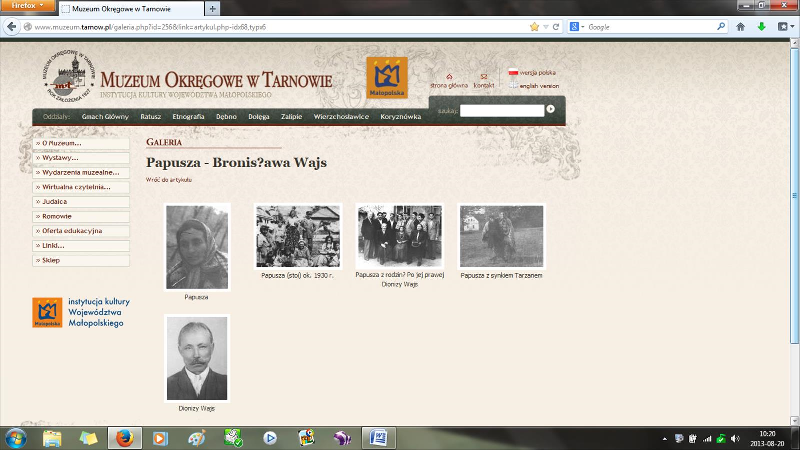 Firefox
Muzeum Okręgowe w Tarnowie
www.muzeum.tarnow.pl/galeria.php?id=256&link=artykul.php-idx68,typx6
Google
MUZEUM OKRĘGOWE W TARNOWIE
INSTYTUCJA KULTURY WOJEWÓDZTWA MAŁOPOLSKIEGO
Małopolska
strona główna
kontakt
wersja polska
english version
szukaj:
Oddziały: Gmach Główny Ratusz Etnografia Dębno Dołęga Zalipie Wierzchosławice Koryznówka
» O Muzeum...
» Wystawy...
» Wydarzenia muzealne...
» Wirtualna czytelnia...
» Judaica
» Romowie
» Oferta edukacyjna
» Linki...
» Sklep
Małopolska
instytucja kultury
Województwa
Małopolskiego
GALERIA
Papusza - Bronis?awa Wajs
Wróć do artykułu
Papusza
Papusza (stoi) ok. 1930 r.
Papusza z rodzin? Po jej prawej
Dionizy Wajs
Papusza z synkiem Tarzanem
Dionizy Wajs
10:20
2013-08-20